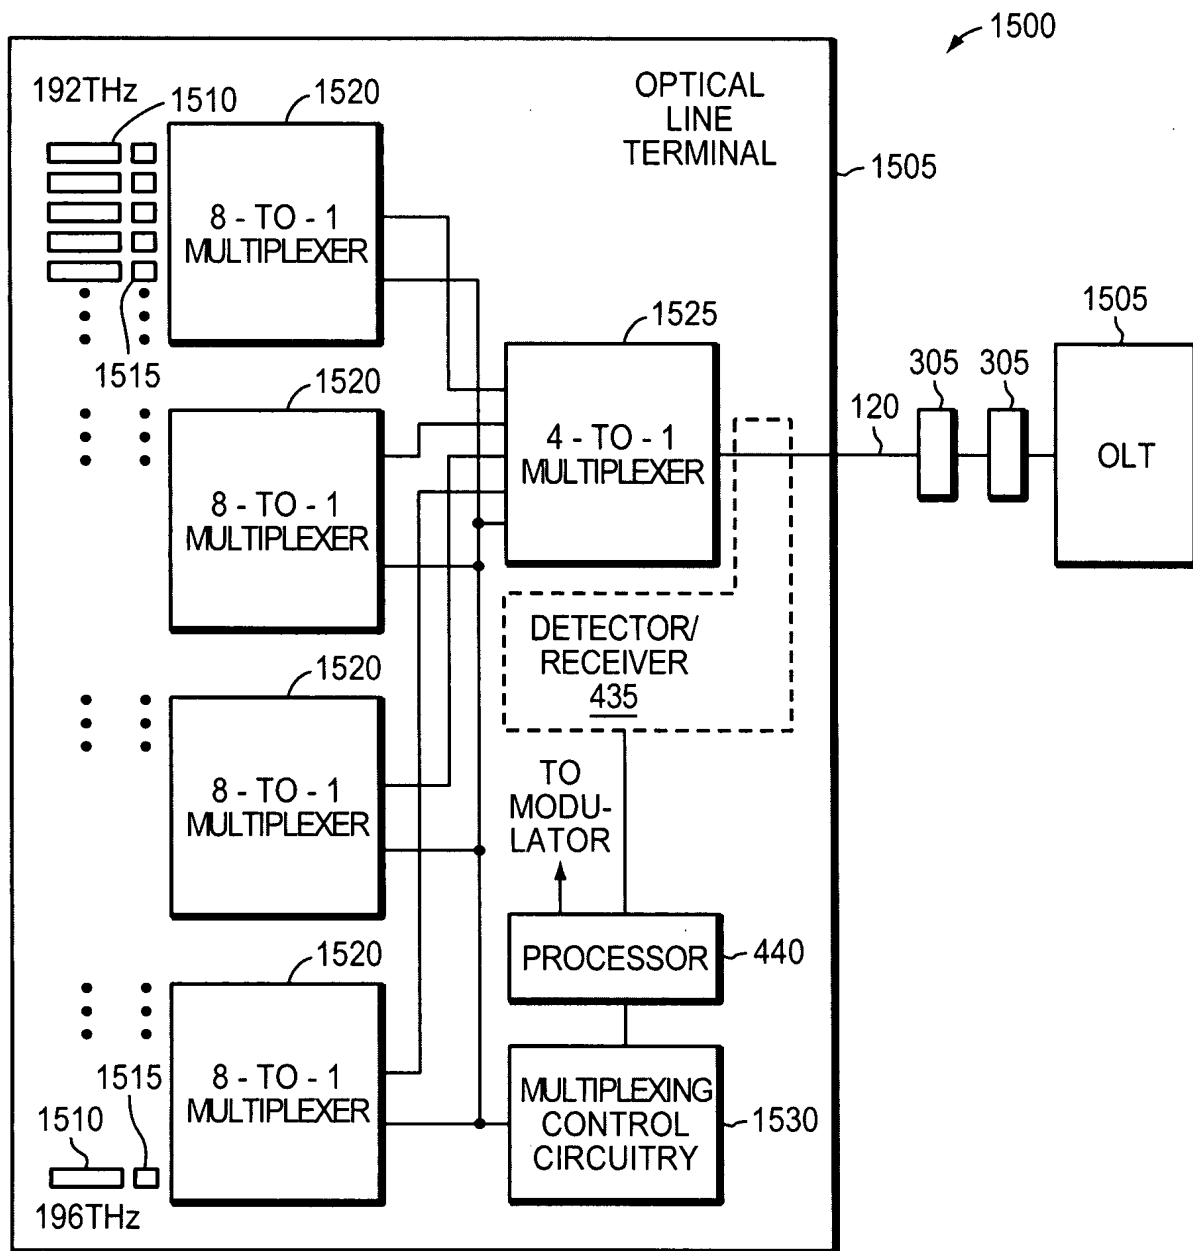 1500
192THz
1510
1520
OPTICAL
LINE
TERMINAL
1505
8 - TO - 1
MULTIPLEXER
1515
1520
1525
1505
305
305
120
8 - TO - 1
MULTIPLEXER
4 - TO - 1
MULTIPLEXER
OLT
DETECTOR/
RECEIVER
435
1520
8 - TO - 1
MULTIPLEXER
TO
MODU-
LATOR
1520
PROCESSOR
440
1515
1510
8 - TO - 1
MULTIPLEXER
MULTIPLEXING
CONTROL
CIRCUITRY
1530
196THz